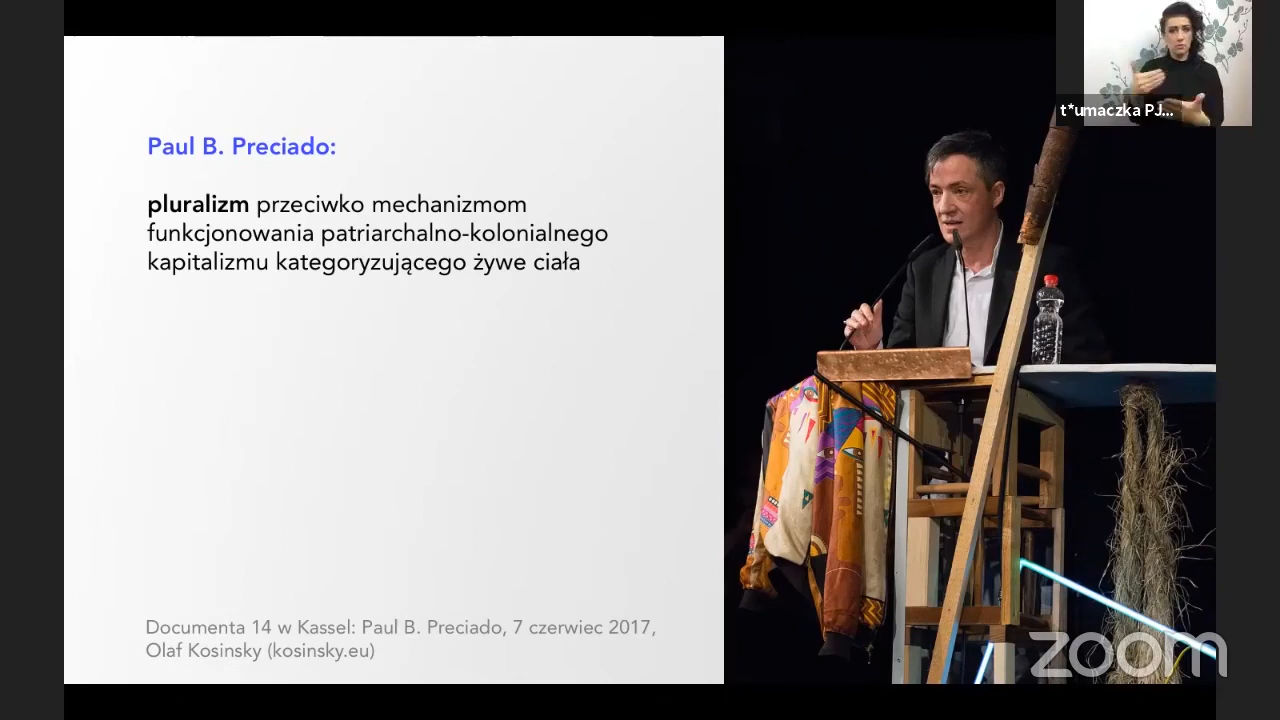 Paul B. Preciado:
pluralizm przeciwko mechanizmom
funkcjonowania patriarchalno-kolonialnego
kapitalizmu kategoryzującego żywe ciała
Documenta 14 w Kassel: Paul B. Preciado, 7 czerwiec 2017,
Olaf Kosinsky (kosinsky.eu)
t*umaczka PJ...
zoom